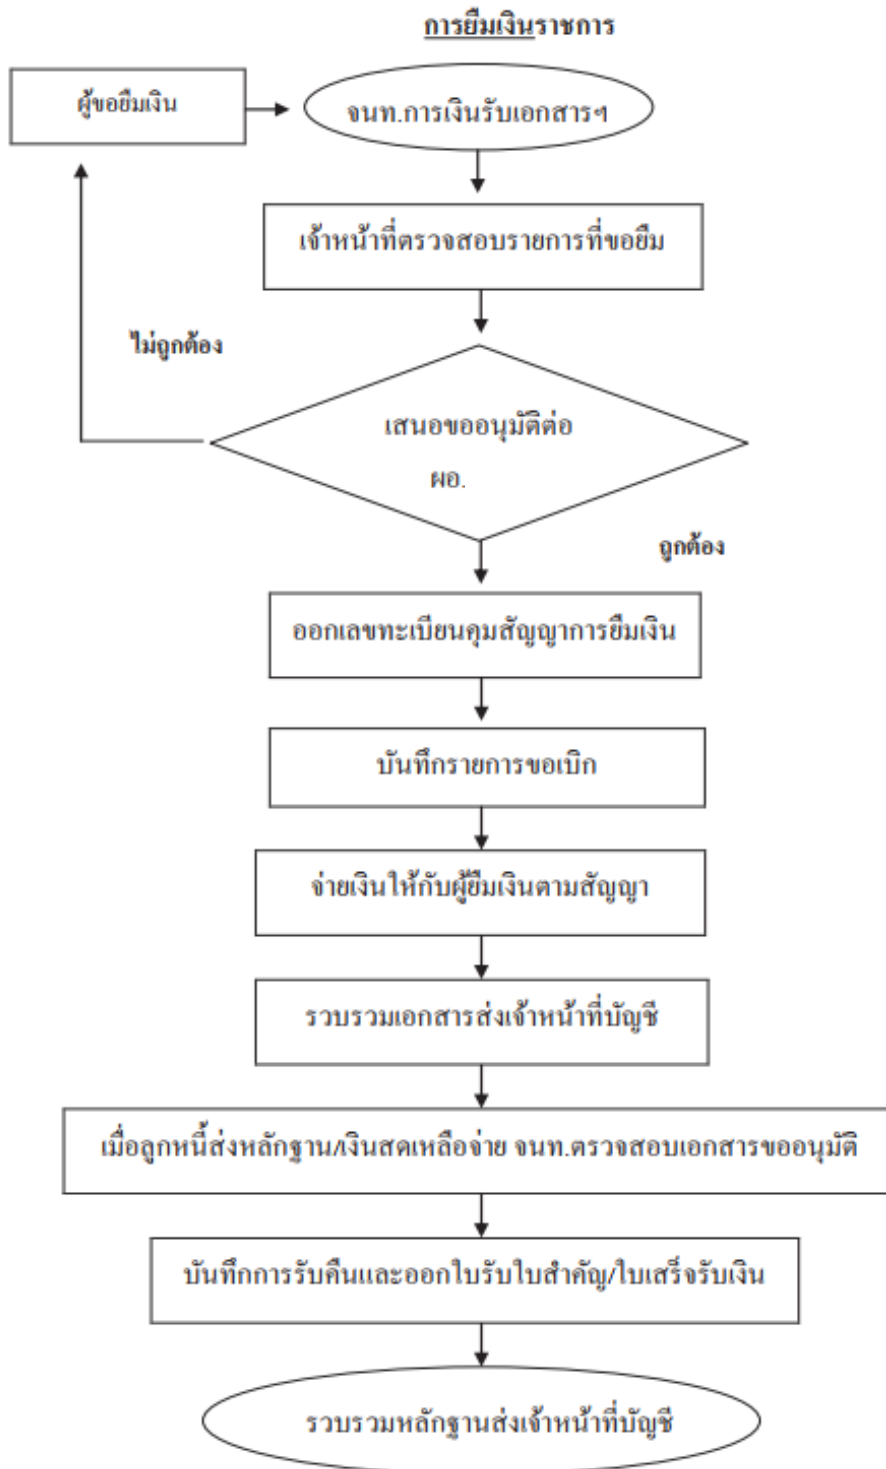 การยืมเงินราชการ
ผู้ขอยืมเงิน
จนท.การเงินรับเอกสารฯ
เจ้าหน้าที่ตรวจสอบรายการที่ขอยืม
ไม่ถูกต้อง
เสนอขออนุมัติต่อ
ผอ.
ถูกต้อง
ออกเลขทะเบียนคุมสัญญาการยืมเงิน
บันทึกรายการขอเบิก
จ่ายเงินให้กับผู้ยืมเงินตามสัญญา
รวบรวมเอกสารส่งเจ้าหน้าที่บัญชี
เมื่อลูกหนี้ส่งหลักฐาน/เงินสดเหลือจ่าย จนท.ตรวจสอบเอกสารขออนุมัติ
บันทึกการรับคืนและออกใบรับใบสำคัญ/ใบเสร็จรับเงิน
รวบรวมหลักฐานส่งเจ้าหน้าที่บัญชี